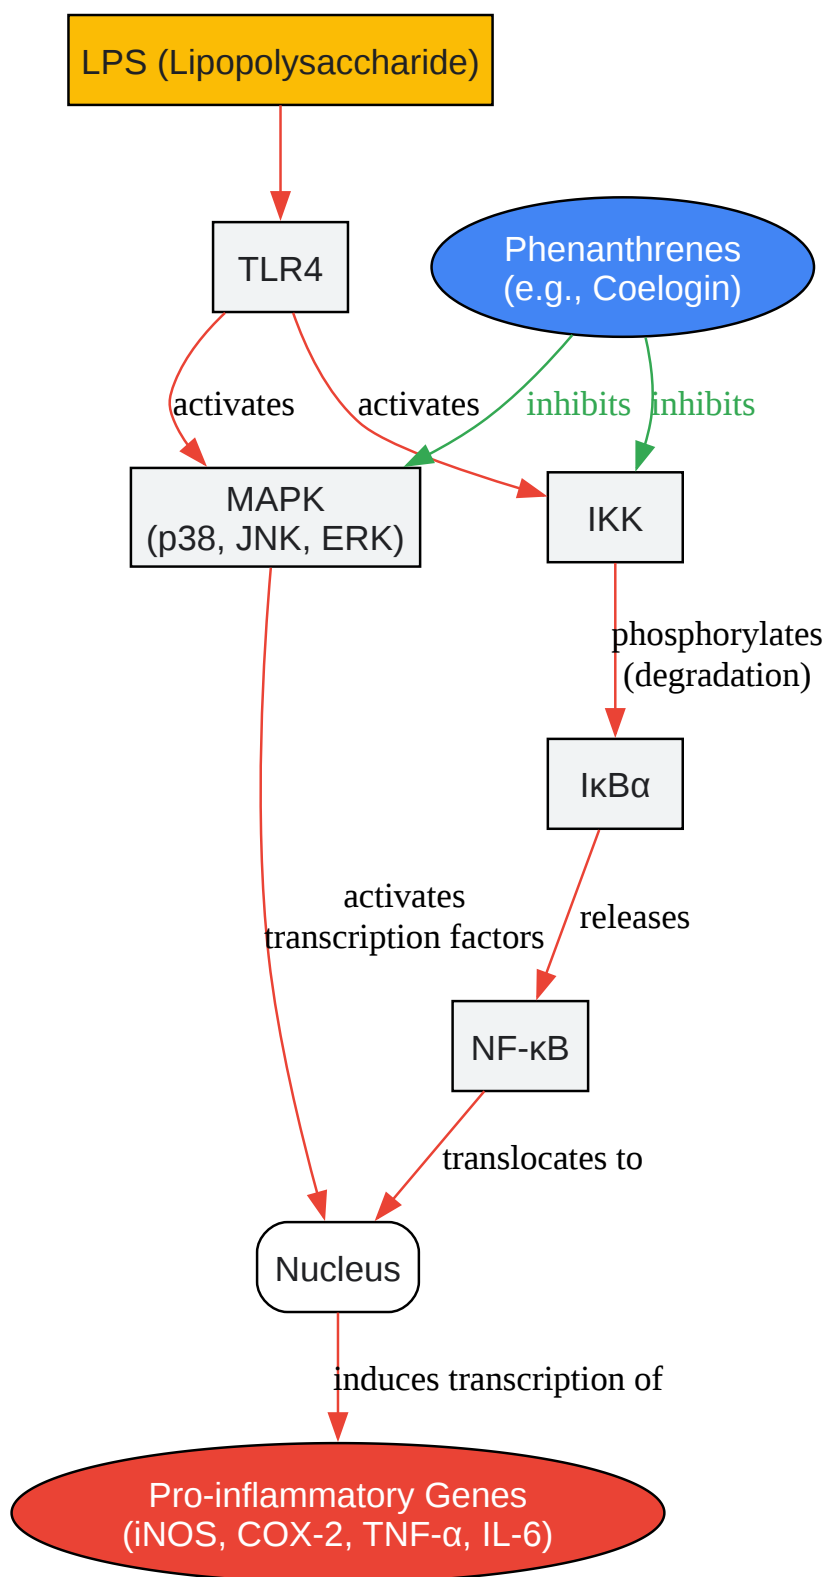 LPS (Lipopolysaccharide)
TLR4
Phenanthrenes
(e.g., Coelogin)
activates
activates
inhibits
inhibits
MAPK
(p38, JNK, ERK)
IKK
phosphorylates
(degradation)
IκBα
activates
transcription factors
releases
NF-κB
translocates to
Nucleus
induces transcription of
Pro-inflammatory Genes
(iNOS, COX-2, TNF-α, IL-6)